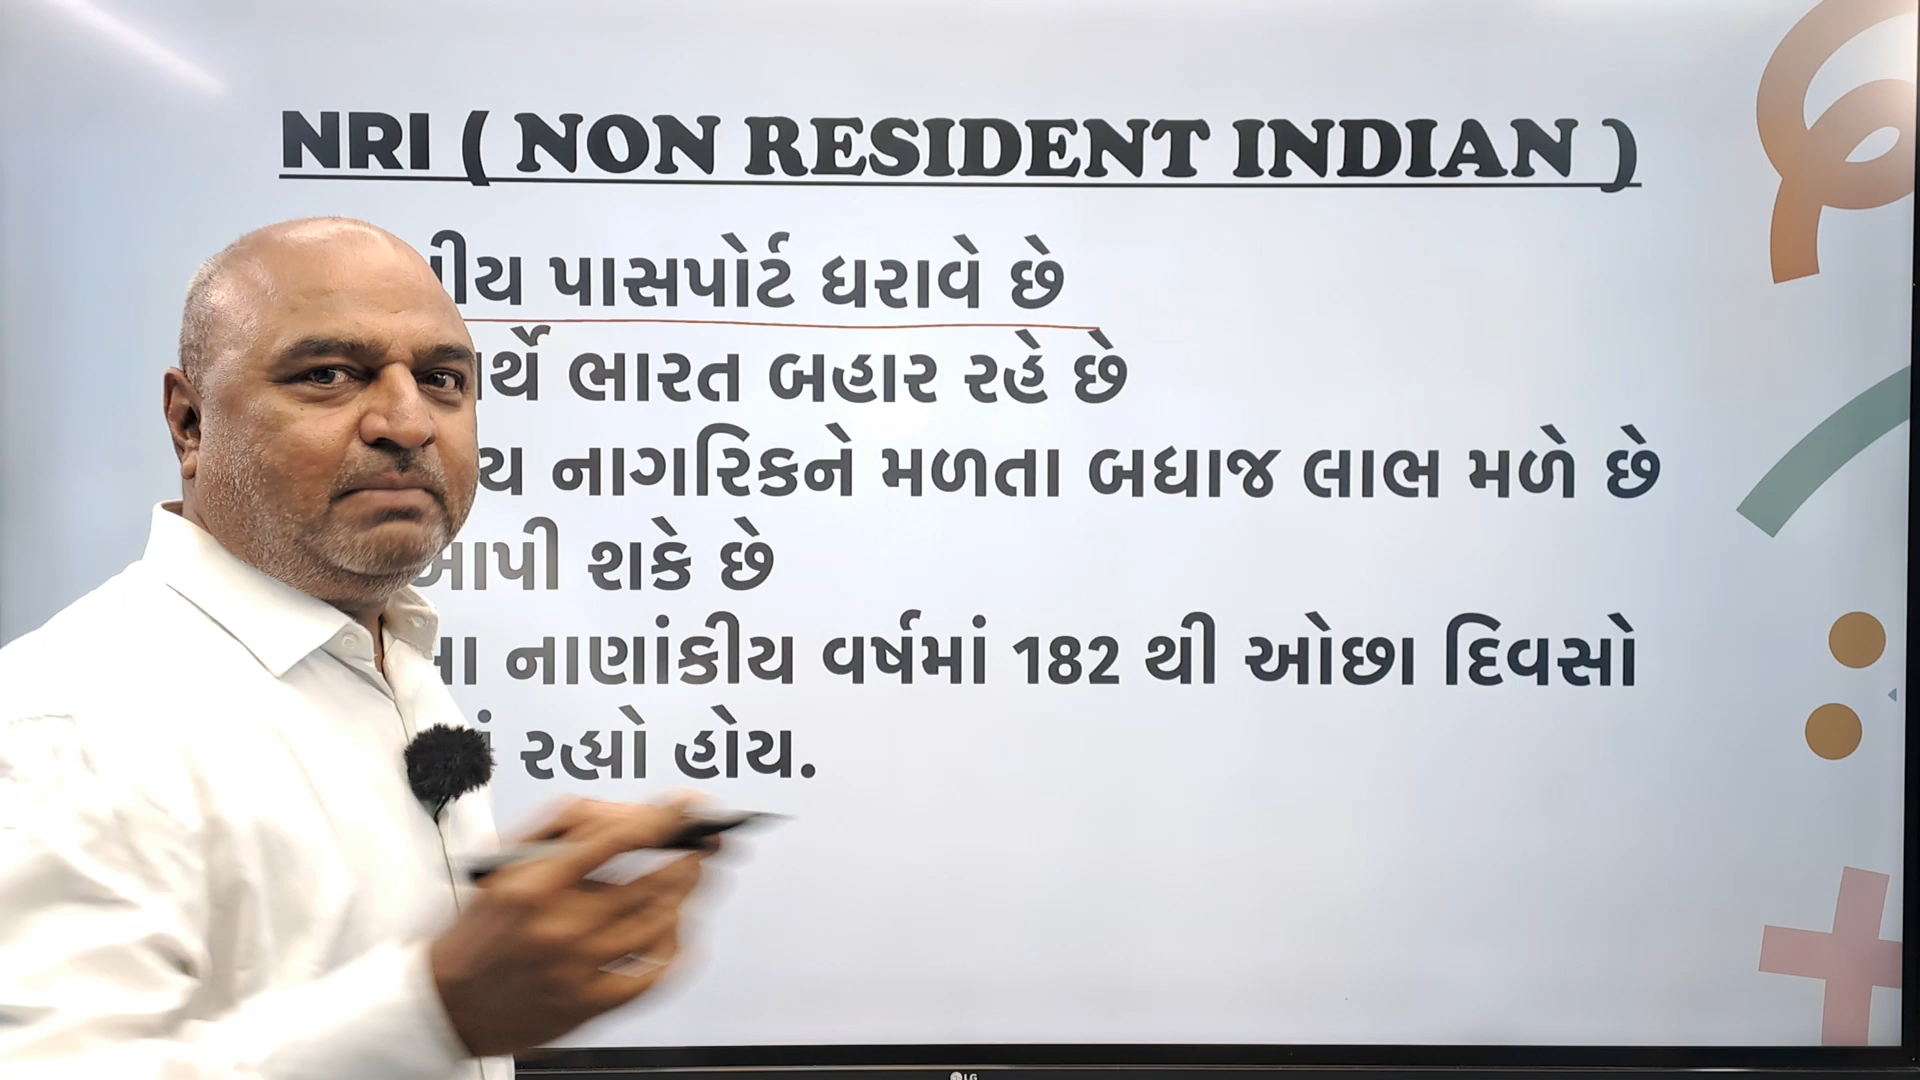 NRI ( NON RESIDENT INDIAN )
પાસપોર્ટ ધરાવે છે
ભારત બહાર રહે છે
નાગરિકને મળતા બધાજ લાભ મળે છે
આપી શકે છે
નાણાંકીય વર્ષમાં 182 થી ઓછા દિવસો
રહ્યો હોય.
LG